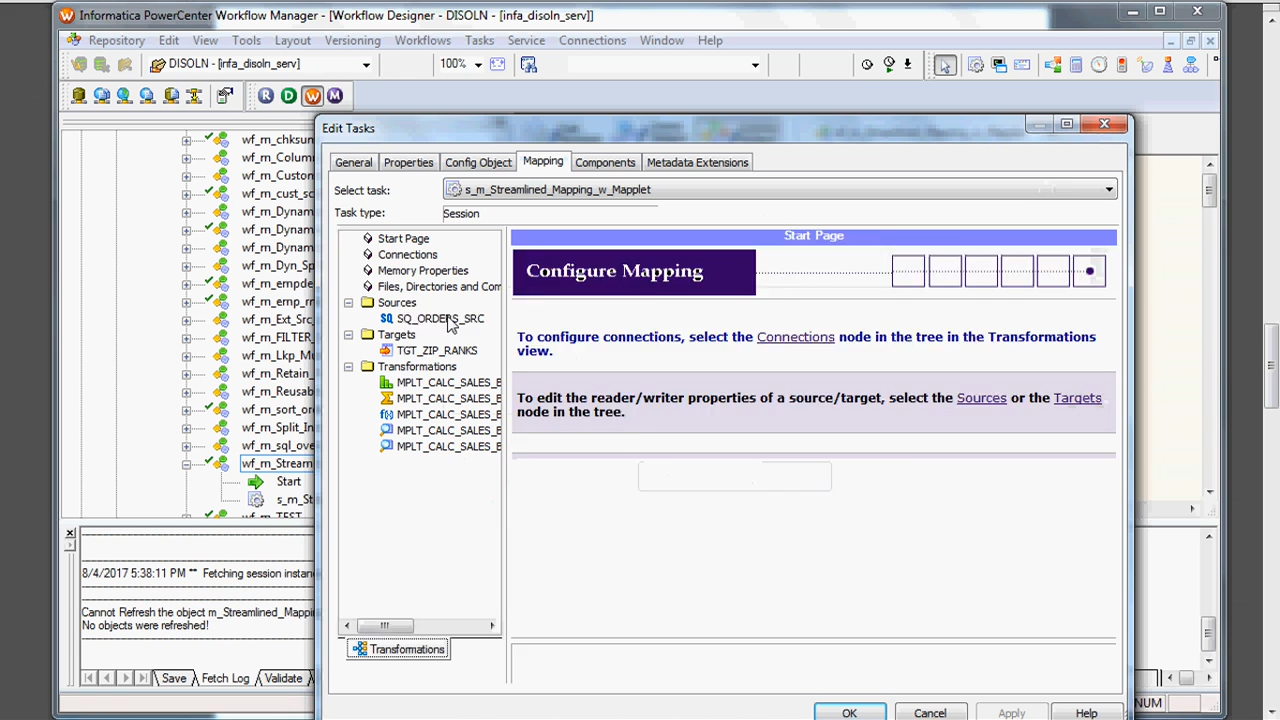 Informatica PowerCenter Workflow Manager - [Workflow Designer - DISOLN - [infa_disoln_serv]]
Repository Edit View Tools Layout Versioning Workflows Tasks Service Connections Window Help
DISOLN - [infa_disoln_serv] 100%
R D W M
Edit Tasks
General Properties Config Object Mapping Components Metadata Extensions
Select task: s_m_Streamlined_Mapping_w_Mapplet
Task type: Session
wf_m_chksum
wf_m_Colum
wf_m_Custon
wf_m_cust_sc
wf_m_Dynam
wf_m_Dynam
wf_m_Dynam
wf_m_Dyn_Sp
wf_m_empde
wf_m_emp_rr
wf_m_Ext_Src
wf_m_FILTER
wf_m_Lkp_Mu
wf_m_Retain_
wf_m_Reusab
wf_m_sort_or
wf_m_Split_In
wf_m_sql_ove
wf_m_Stream
Start
s_m_St
wf_m_TEST
Start Page
Connections
Memory Properties
Files, Directories and Com
Sources
SQ_ORDERS_SRC
Targets
TGT_ZIP_RANKS
Transformations
MPLT_CALC_SALES_B
MPLT_CALC_SALES_B
MPLT_CALC_SALES_B
MPLT_CALC_SALES_B
MPLT_CALC_SALES_B
Transformations
Start Page
Configure Mapping
To configure connections, select the Connections node in the tree in the Transformations
view.
To edit the reader/writer properties of a source/target, select the Sources or the Targets
node in the tree.
8/4/2017 5:38:11 PM ** Fetching session instan
Cannot Refresh the object m_Streamlined_Mappi
No objects were refreshed!
Save Fetch Log Validate
OK Cancel Apply Help
NUM